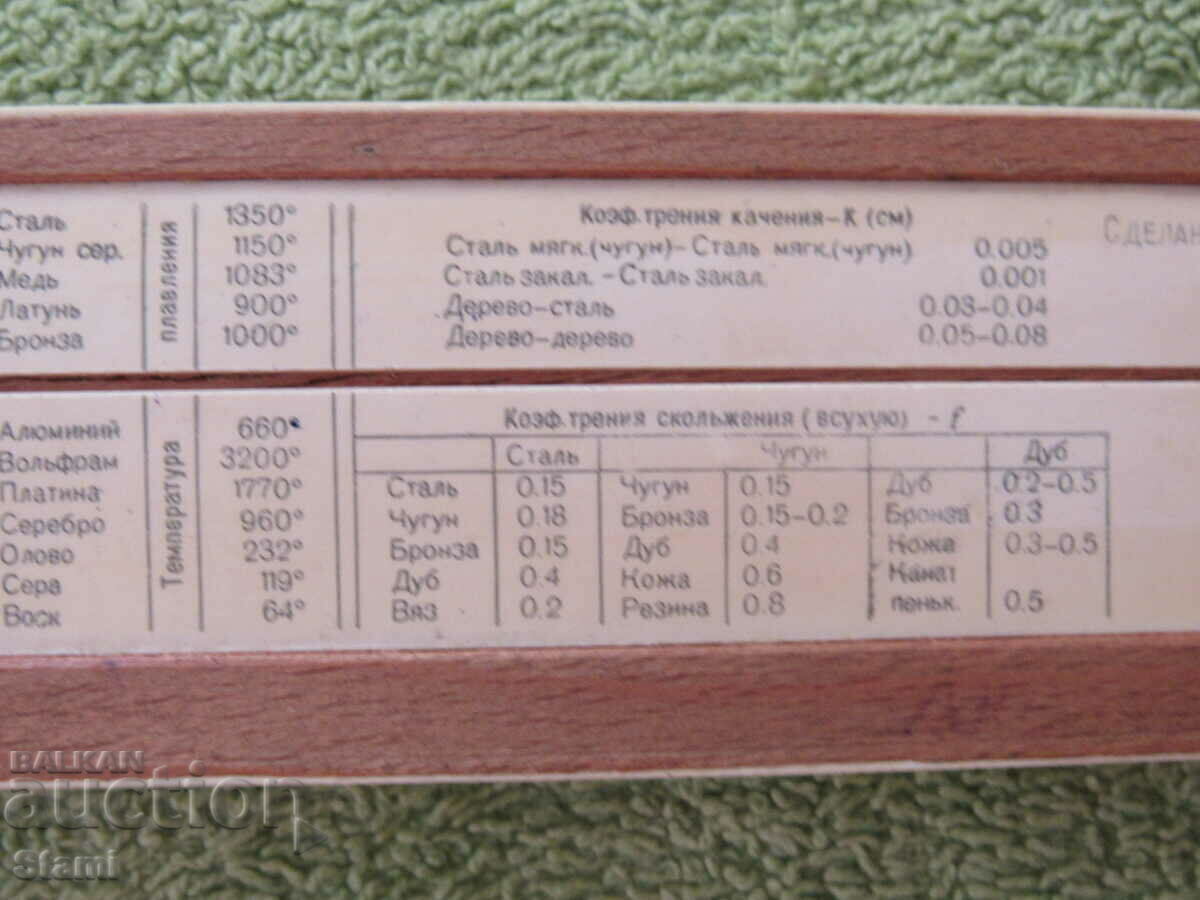 Сталь 1350° Коэф.трения качения–К (см)
Чугун сер. 1150° Сталь мягк.(чугун)–Сталь мягк.(чугун) 0.005 СДЕЛАН
Медь плавления 1083° Сталь закал.–Сталь закал. 0.001
Латунь 900° Дерево–сталь 0.03–0.04
Бронза 1000° Дерево–дерево 0.05–0.08
Алюминий 660° Коэф.трения скольжения (всухую) – f
Вольфрам 3200° Сталь Чугун Дуб
Платина 1770° Сталь 0.15 Чугун 0.15 Дуб 0.2–0.5
Серебро Температура 960° Чугун 0.18 Бронза 0.15–0.2 Бронза 0.3
Олово 232° Бронза 0.15 Дуб 0.4 Кожа 0.3–0.5
Сера 119° Дуб 0.4 Кожа 0.6 Канат
Воск 64° Вяз 0.2 Резина 0.8 пеньк. 0.5
BALKAN
auction
Stami